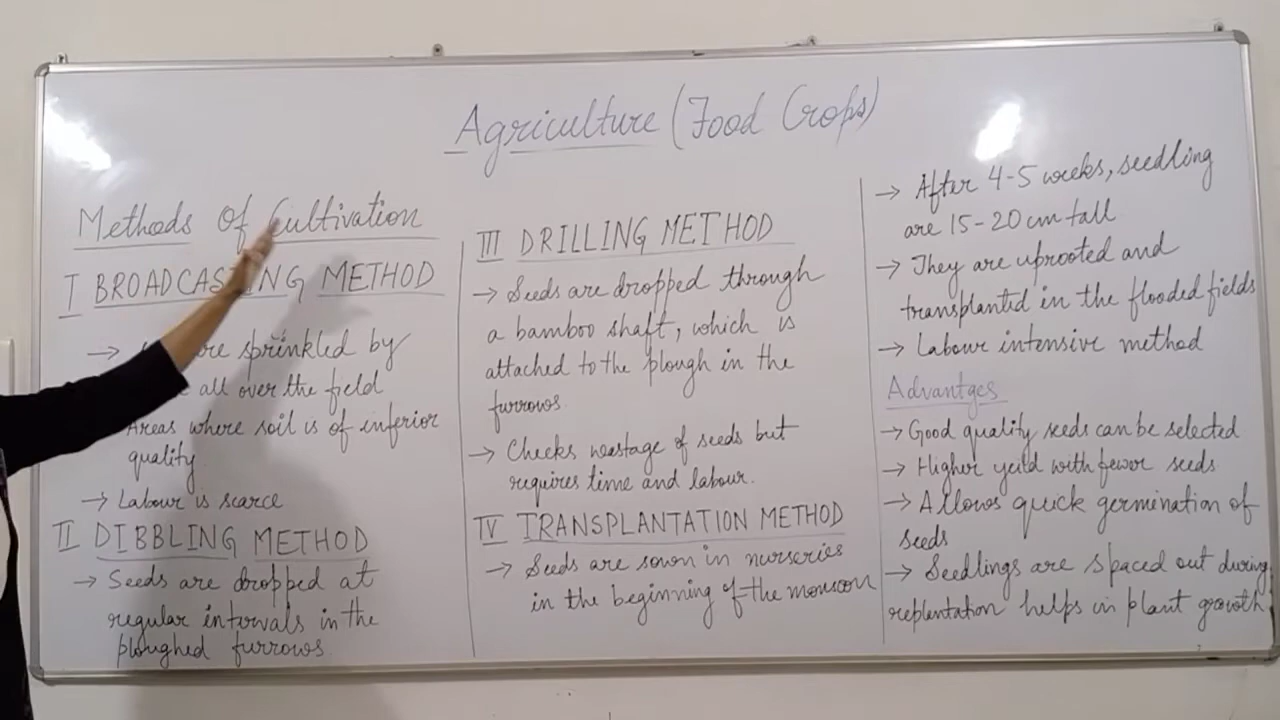 Agriculture (Food Crops)
Methods Of Cultivation
I BROADCASTING METHOD
→ are sprinkled by
all over the field
Areas where soil is of inferior
quality.
→ Labour is scarce
II DIBBLING METHOD
→ Seeds are dropped at
regular intervals in the
ploughed furrows.
III DRILLING METHOD
→ Seeds are dropped through
a bamboo shaft, which is
attached to the plough in the
furrows.
→ Checks wastage of seeds but
requires time and labour.
IV TRANSPLANTATION METHOD
→ Seeds are sown in nurseries
in the beginning of the monsoon
→ After 4-5 weeks, seedling
are 15-20 cm tall
→ They are uprooted and
transplanted in the flooded fields
→ Labour intensive method
Advantges
→ Good quality seeds can be selected
→ Higher yeild with fewer seeds.
→ Allows quick germination of
seeds
→ Seedlings are spaced out during
replantation helps in plant growth.